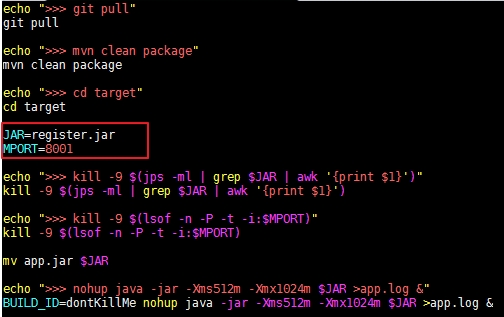 echo ">>> git pull"
git pull
echo ">>> mvn clean package"
mvn clean package
echo ">>> cd target"
cd target
JAR=register.jar
MPORT=8001
echo ">>> kill -9 $(jps -ml | grep $JAR | awk '{print $1}')"
kill -9 $(jps -ml | grep $JAR | awk '{print $1}')
echo ">>> kill -9 $(lsof -n -P -t -i:$MPORT)"
kill -9 $(lsof -n -P -t -i:$MPORT)
mv app.jar $JAR
echo ">>> nohup java -jar -Xms512m -Xmx1024m $JAR >app.log &"
BUILD_ID=dontKillMe nohup java -jar -Xms512m -Xmx1024m $JAR >app.log &